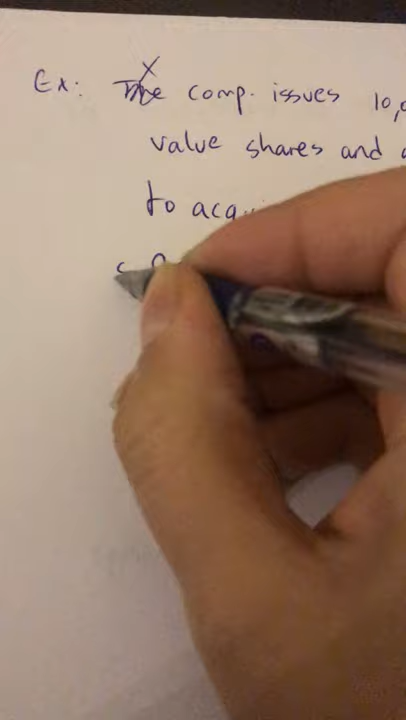 Ex: The X comp. issues 10,
value shares and
to acq